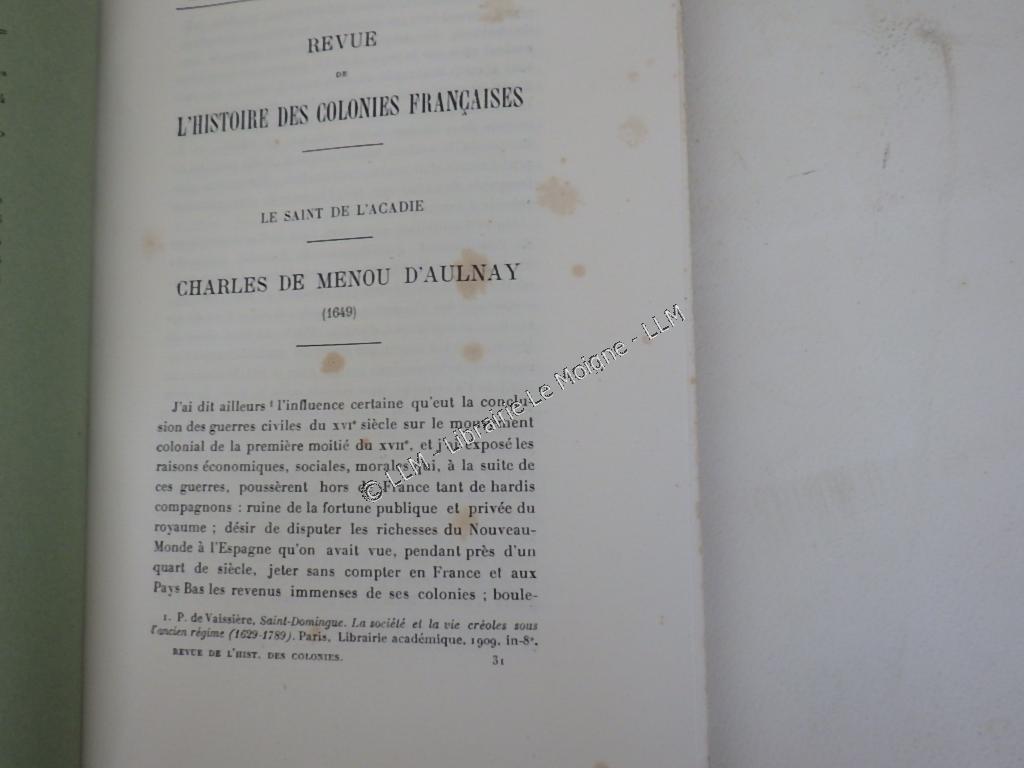 REVUE
DE
L'HISTOIRE DES COLONIES FRANÇAISES
LE SAINT DE L'ACADIE
CHARLES DE MENOU D'AULNAY
(1649)
J'ai dit ailleurs ¹ l'influence certaine qu'eut la conclu-
sion des guerres civiles du XVIe siècle sur le mouvement
colonial de la première moitié du XVIIe, et j'ai exposé les
raisons économiques, sociales, morales qui, à la suite de
ces guerres, poussèrent hors de France tant de hardis
compagnons : ruine de la fortune publique et privée du
royaume ; désir de disputer les richesses du Nouveau-
Monde à l'Espagne qu'on avait vue, pendant près d'un
quart de siècle, jeter sans compter en France et aux
Pays Bas les revenus immenses de ses colonies ; boule-
1. P. de Vaissière, Saint-Domingue. La société et la vie créoles sous
l'ancien régime (1629-1789). Paris, Librairie académique, 1909, in-8°.
REVUE DE L'HIST. DES COLONIES. 31
© LLM - Librairie Le Moigne - LLM